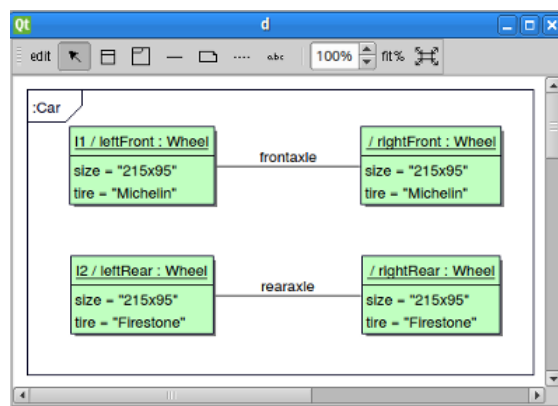 Qt d
edit abc 100% fit%
:Car
l1 / leftFront : Wheel
size = "215x95"
tire = "Michelin"
frontaxle
/ rightFront : Wheel
size = "215x95"
tire = "Michelin"
l2 / leftRear : Wheel
size = "215x95"
tire = "Firestone"
rearaxle
/ rightRear : Wheel
size = "215x95"
tire = "Firestone"